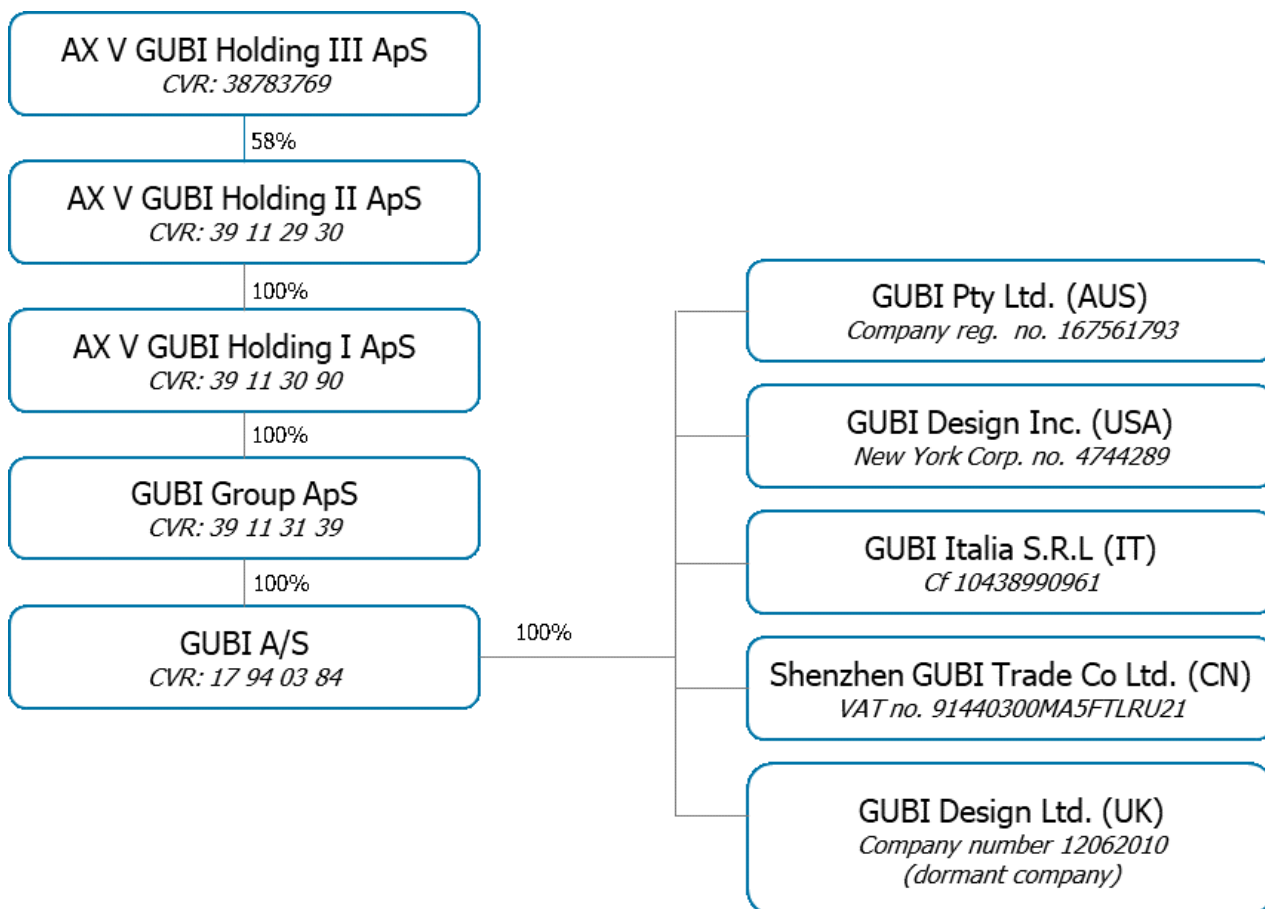 AX V GUBI Holding III ApS
CVR: 38783769
58%
AX V GUBI Holding II ApS
CVR: 39 11 29 30
100%
AX V GUBI Holding I ApS
CVR: 39 11 30 90
100%
GUBI Group ApS
CVR: 39 11 31 39
100%
GUBI A/S
CVR: 17 94 03 84
100%
GUBI Pty Ltd. (AUS)
Company reg. no. 167561793
GUBI Design Inc. (USA)
New York Corp. no. 4744289
GUBI Italia S.R.L (IT)
Cf 10438990961
Shenzhen GUBI Trade Co Ltd. (CN)
VAT no. 91440300MA5FTLRU21
GUBI Design Ltd. (UK)
Company number 12062010
(dormant company)